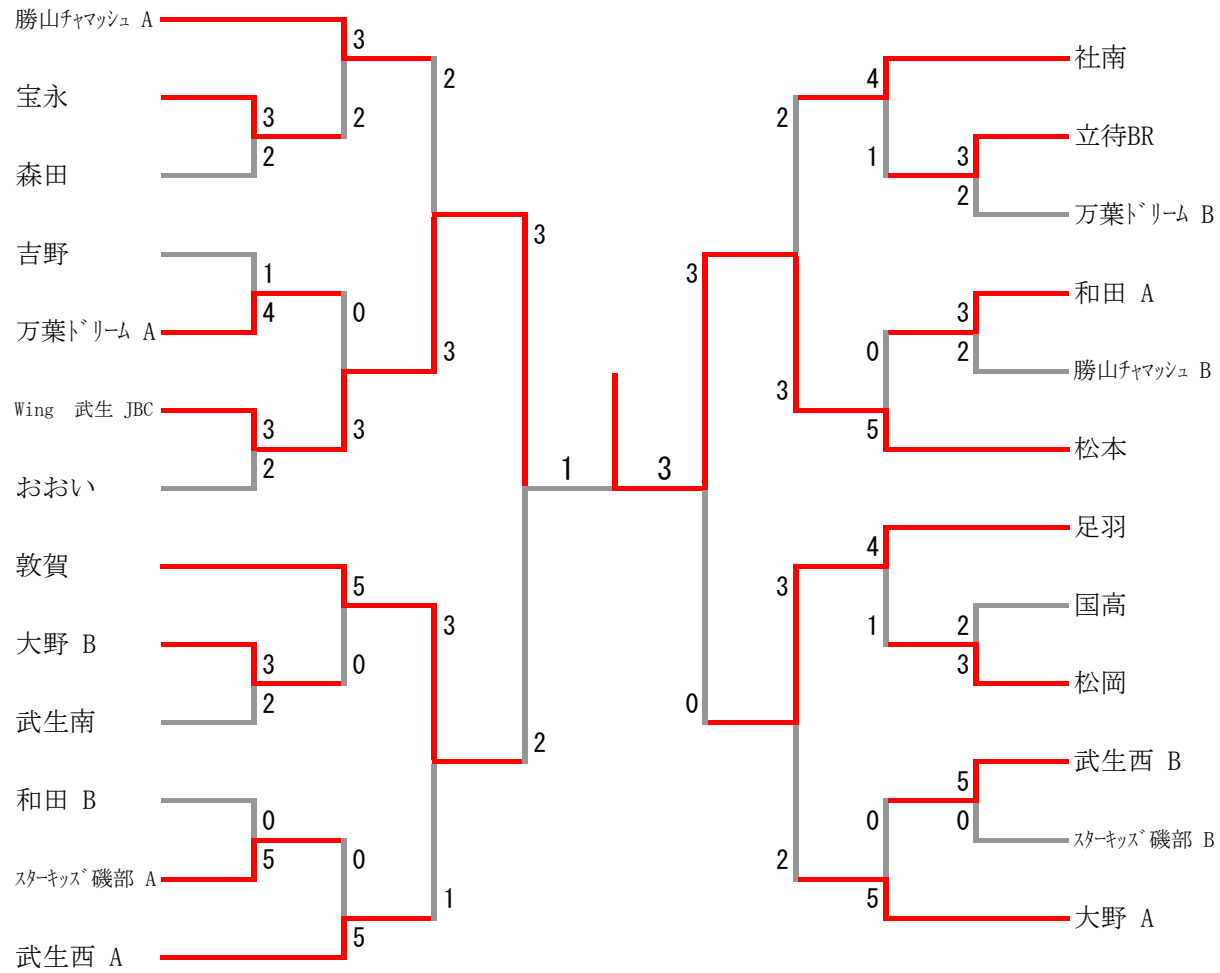 勝山ﾁｬﾏｯｼｭ A
宝永
森田
吉野
万葉ﾄﾞﾘｰﾑ A
Wing 武生 JBC
おおい
敦賀
大野 B
武生南
和田 B
ｽﾀｰｷｯｽﾞ磯部 A
武生西 A
3
2
3
2
1
4
3
2
0
3
2
3
5
0
3
2
0
5
0
5
3
1
3
2
1
3
3
0
2
3
3
2
4
1
0
5
4
1
0
5
3
2
3
2
2
3
5
0
社南
立待BR
万葉ﾄﾞﾘｰﾑ B
和田 A
勝山ﾁｬﾏｯｼｭ B
松本
足羽
国高
松岡
武生西 B
ｽﾀｰｷｯｽﾞ磯部 B
大野 A